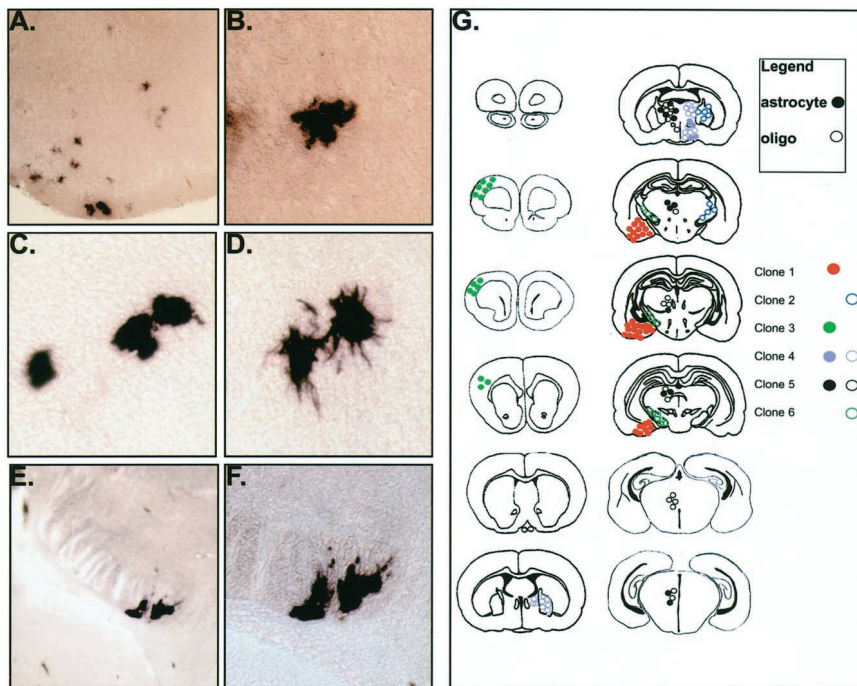 A.
B.
C.
D.
E.
F.
G.
Legend
astrocyte
oligo
Clone 1
Clone 2
Clone 3
Clone 4
Clone 5
Clone 6